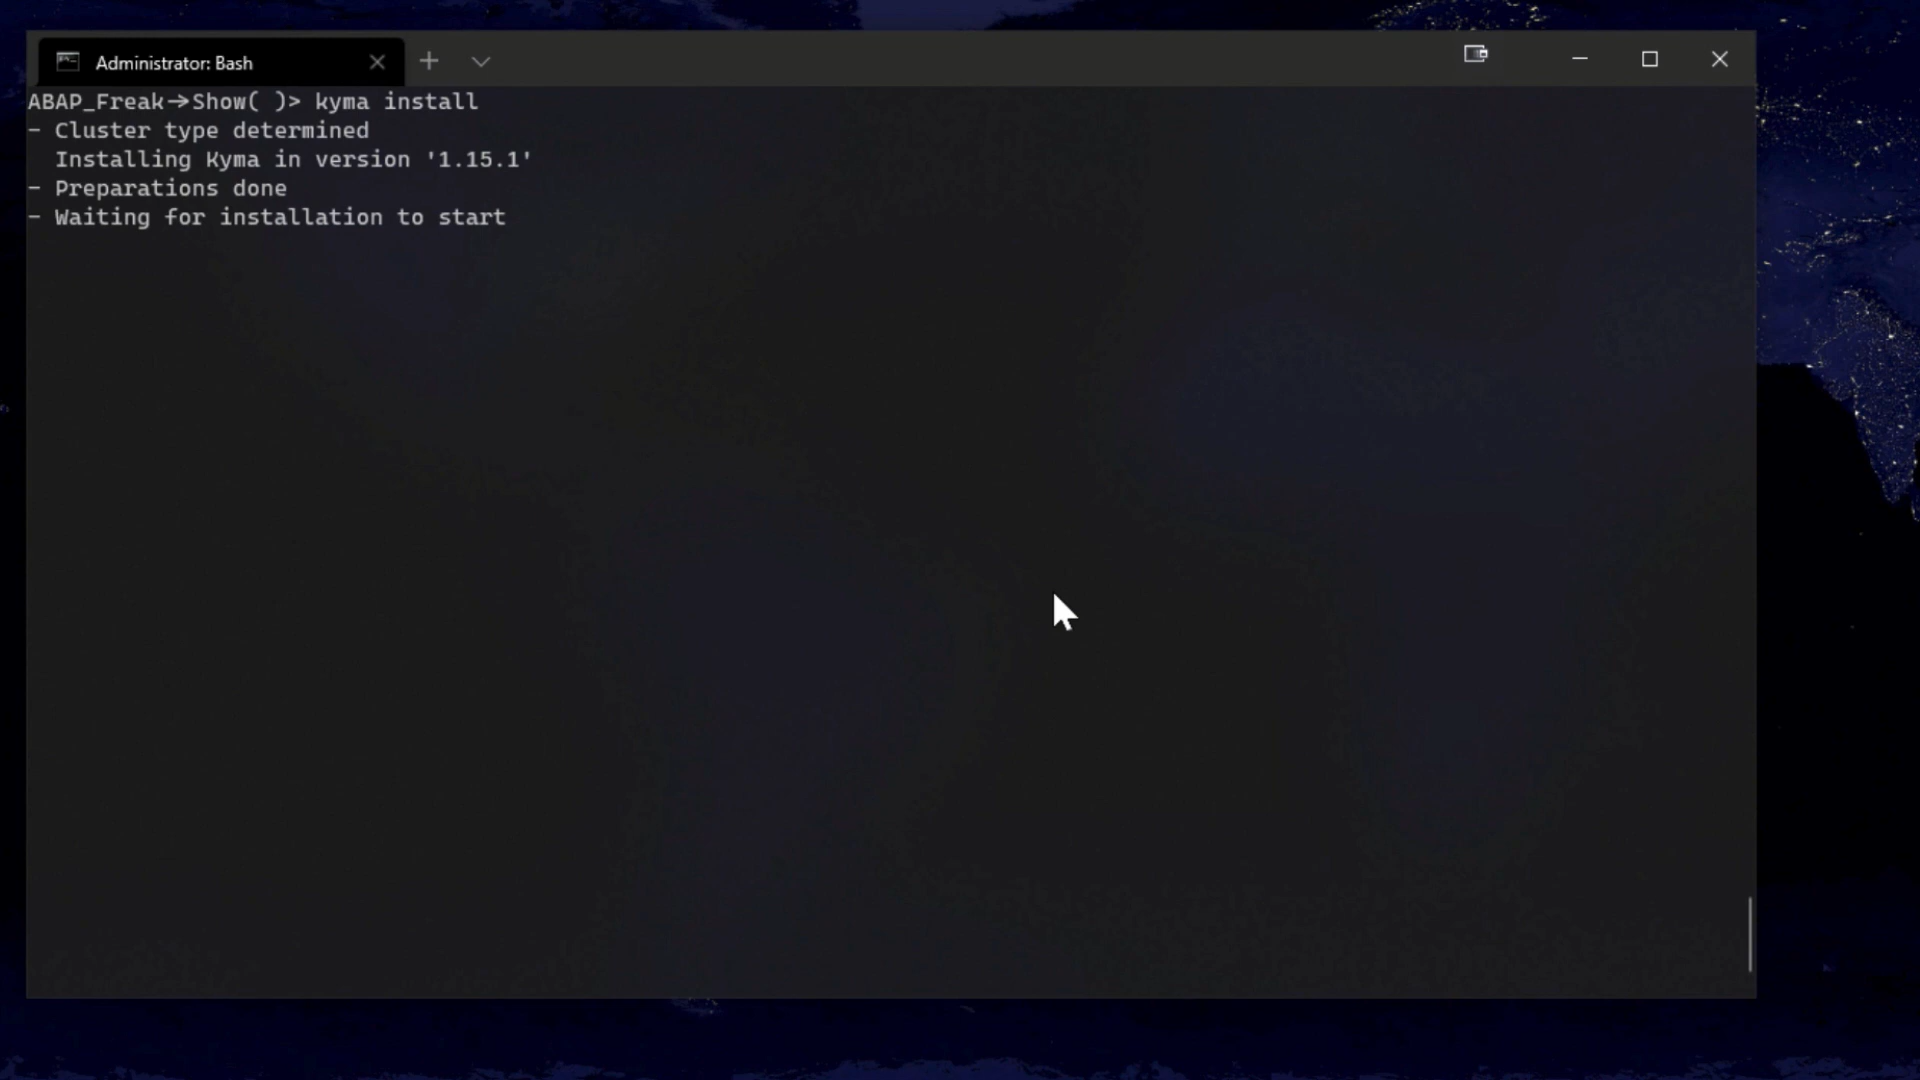 Administrator: Bash
ABAP_Freak->Show( )> kyma install
- Cluster type determined
  Installing Kyma in version '1.15.1'
- Preparations done
- Waiting for installation to start